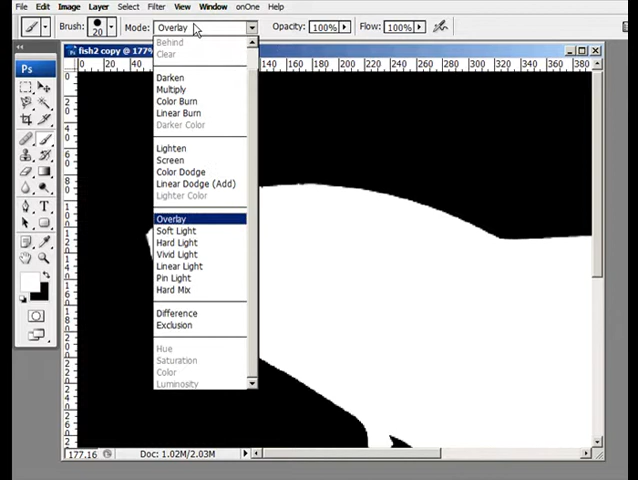 File Edit Image Layer Select Filter View Window onOne Help
Brush: 20 Mode: Overlay Opacity: 100% Flow: 100%
fish2 copy @ 177%
Ps
0 20 40 140 160 180 200 220 240 260 280 300 320 340 360 380
Behind
Clear
Darken
Multiply
Color Burn
Linear Burn
Darker Color
Lighten
Screen
Color Dodge
Linear Dodge (Add)
Lighter Color
Overlay
Soft Light
Hard Light
Vivid Light
Linear Light
Pin Light
Hard Mix
Difference
Exclusion
Hue
Saturation
Color
Luminosity
177.16 Doc: 1.02M/2.03M